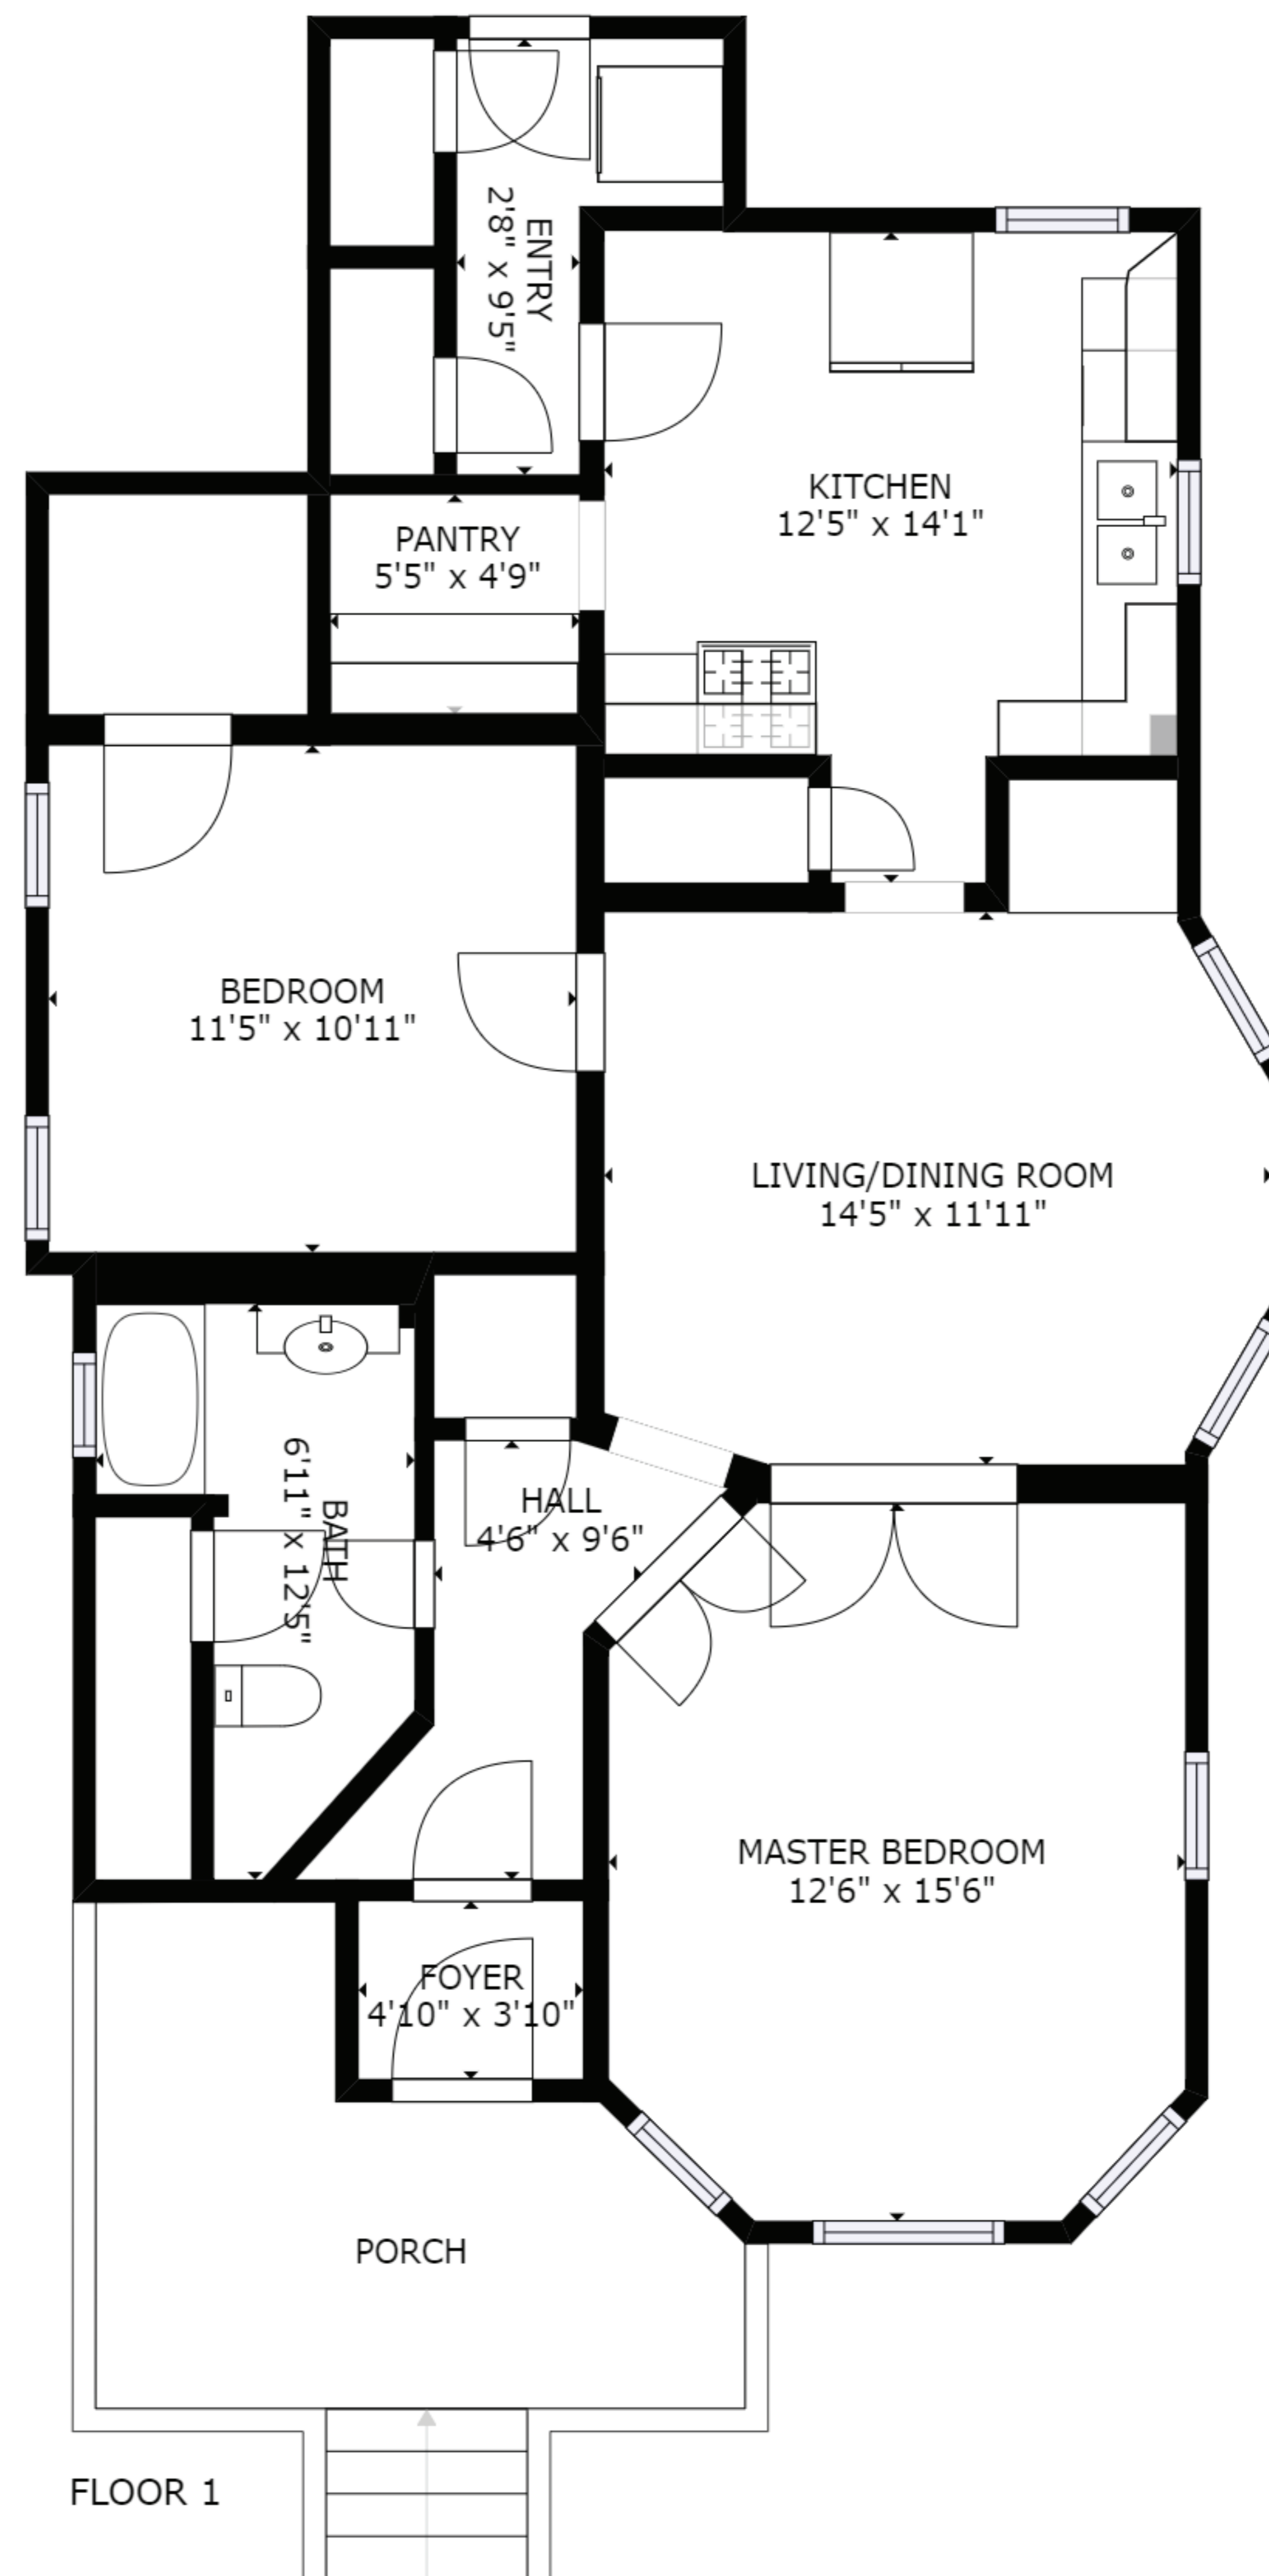 ENTRY
2'8" x 9'5"
KITCHEN
12'5" x 14'1"
PANTRY
5'5" x 4'9"
BEDROOM
11'5" x 10'11"
LIVING/DINING ROOM
14'5" x 11'11"
BATH
6'11" x 12'5"
HALL
4'6" x 9'6"
MASTER BEDROOM
12'6" x 15'6"
FOYER
4'10" x 3'10"
PORCH
FLOOR 1